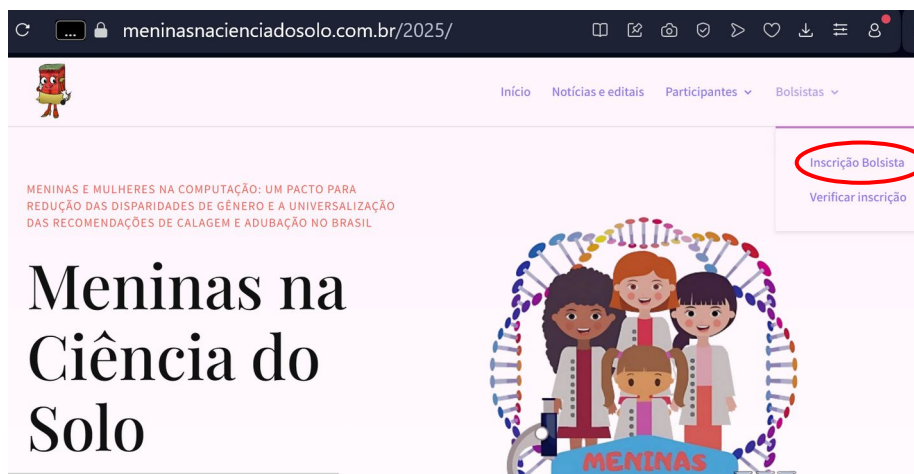 meninasnacienciadosolo.com.br/2025/
Início Notícias e editais Participantes Bolsistas
Inscrição Bolsista
Verificar inscrição
MENINAS E MULHERES NA COMPUTAÇÃO: UM PACTO PARA
REDUÇÃO DAS DISPARIDADES DE GÊNERO E A UNIVERSALIZAÇÃO
DAS RECOMENDAÇÕES DE CALAGEM E ADUBAÇÃO NO BRASIL
Meninas na
Ciência do
Solo
MENINAS